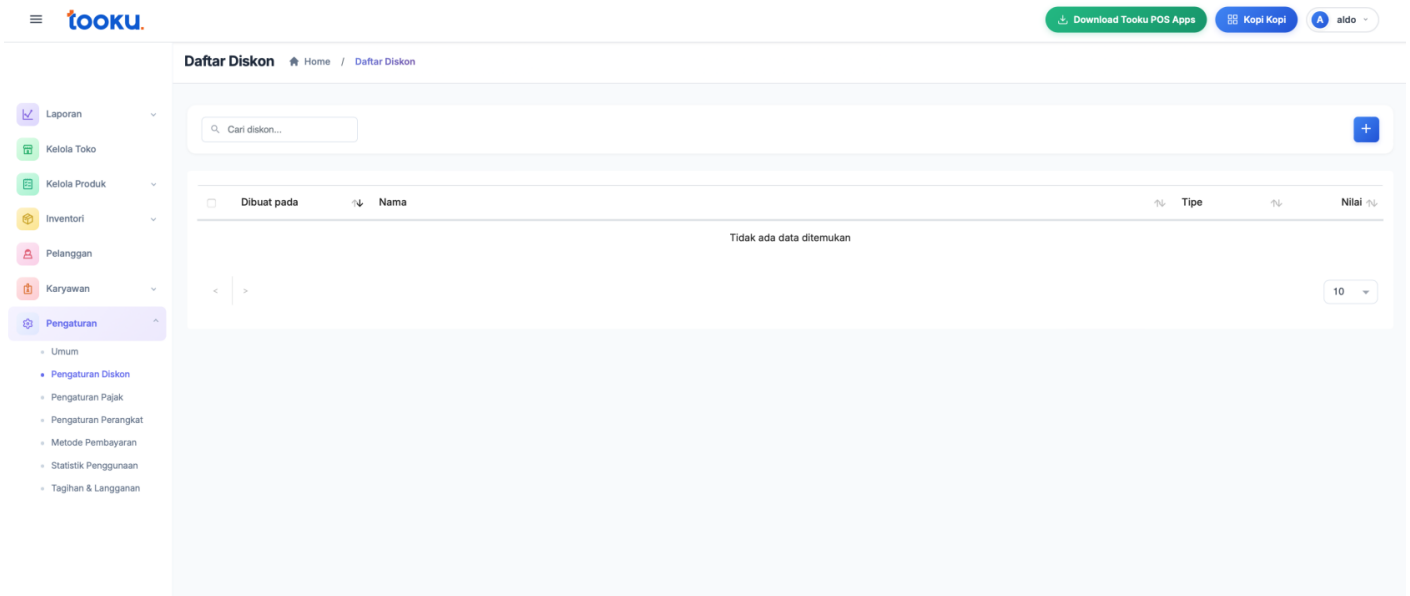 tooku.
Download Tooku POS Apps
Kopi Kopi
A aldo
Daftar Diskon Home / Daftar Diskon
Laporan
Kelola Toko
Kelola Produk
Inventori
Pelanggan
Karyawan
Pengaturan
Umum
Pengaturan Diskon
Pengaturan Pajak
Pengaturan Perangkat
Metode Pembayaran
Statistik Penggunaan
Tagihan & Langganan
Cari diskon...
+
Dibuat pada Nama Tipe Nilai
Tidak ada data ditemukan
< > 10